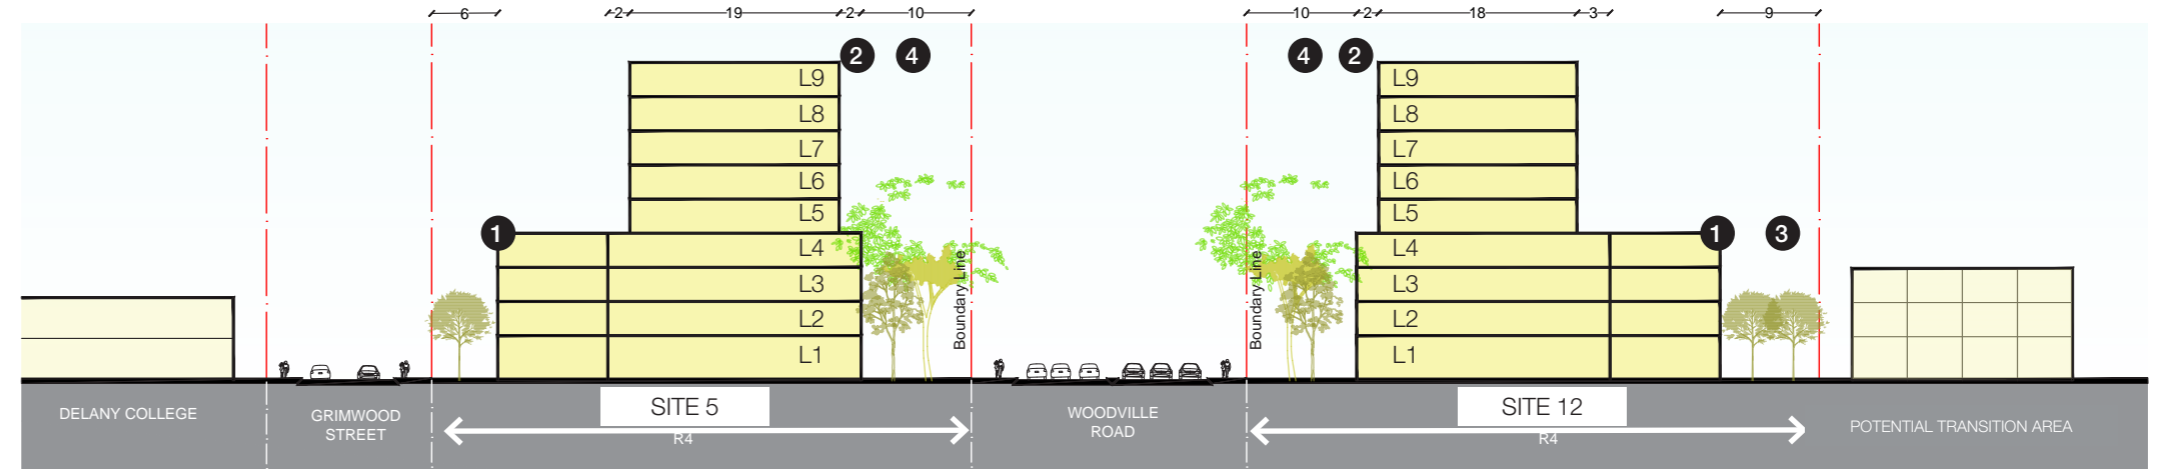 6
2
19
2
10
10
2
18
3
9
2
4
4
2
L9
L9
L8
L8
L7
L7
L6
L6
L5
L5
1
1
3
L4
L4
L3
L3
L2
L2
L1
L1
Boundary Line
Boundary Line
DELANY COLLEGE
GRIMWOOD
STREET
SITE 5
R4
WOODVILLE
ROAD
SITE 12
R4
POTENTIAL TRANSITION AREA